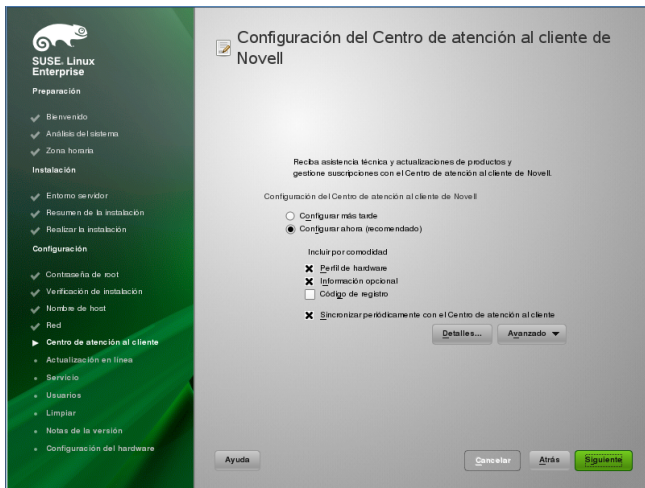 SUSE Linux
Enterprise
Preparación
Bienvenido
Análisis del sistema
Zona horaria
Instalación
Entorno servidor
Resumen de la instalación
Realizar la instalación
Configuración
Contraseña de root
Verificación de instalación
Nombre de host
Red
Centro de atención al cliente
Actualización en línea
Servicio
Usuarios
Limpiar
Notas de la versión
Configuración del hardware
Configuración del Centro de atención al cliente de
Novell
Reciba asistencia técnica y actualizaciones de productos y
gestione suscripciones con el Centro de atención al cliente de Novell.
Configuración del Centro de atención al cliente de Novell
Configurar más tarde
Configurar ahora (recomendado)
Incluir por comodidad
Perfil de hardware
Información opcional
Código de registro
Sincronizar periódicamente con el Centro de atención al cliente
Detalles... Avanzado
Ayuda Cancelar Atrás Siguiente